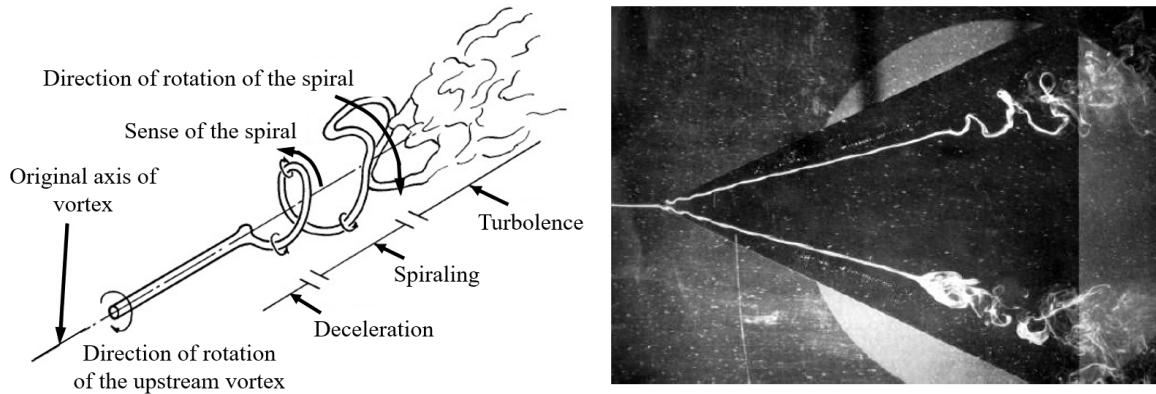 Direction of rotation of the spiral
Sense of the spiral
Original axis of
vortex
Turbolence
Spiraling
Deceleration
Direction of rotation
of the upstream vortex